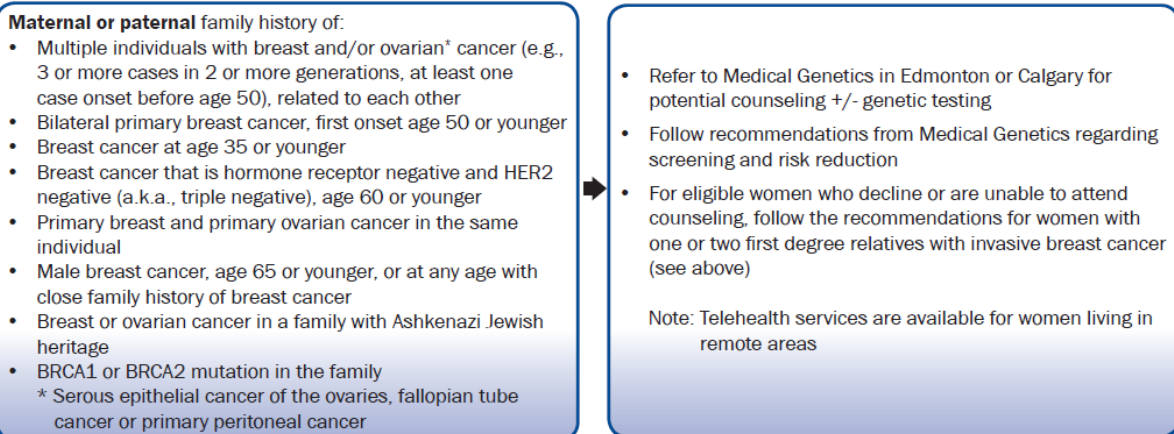 Maternal or paternal family history of:
• Multiple individuals with breast and/or ovarian* cancer (e.g.,
3 or more cases in 2 or more generations, at least one
case onset before age 50), related to each other
• Bilateral primary breast cancer, first onset age 50 or younger
• Breast cancer at age 35 or younger
• Breast cancer that is hormone receptor negative and HER2
negative (a.k.a., triple negative), age 60 or younger
• Primary breast and primary ovarian cancer in the same
individual
• Male breast cancer, age 65 or younger, or at any age with
close family history of breast cancer
• Breast or ovarian cancer in a family with Ashkenazi Jewish
heritage
• BRCA1 or BRCA2 mutation in the family
* Serous epithelial cancer of the ovaries, fallopian tube
cancer or primary peritoneal cancer
• Refer to Medical Genetics in Edmonton or Calgary for
potential counseling +/- genetic testing
• Follow recommendations from Medical Genetics regarding
screening and risk reduction
• For eligible women who decline or are unable to attend
counseling, follow the recommendations for women with
one or two first degree relatives with invasive breast cancer
(see above)
Note: Telehealth services are available for women living in
remote areas